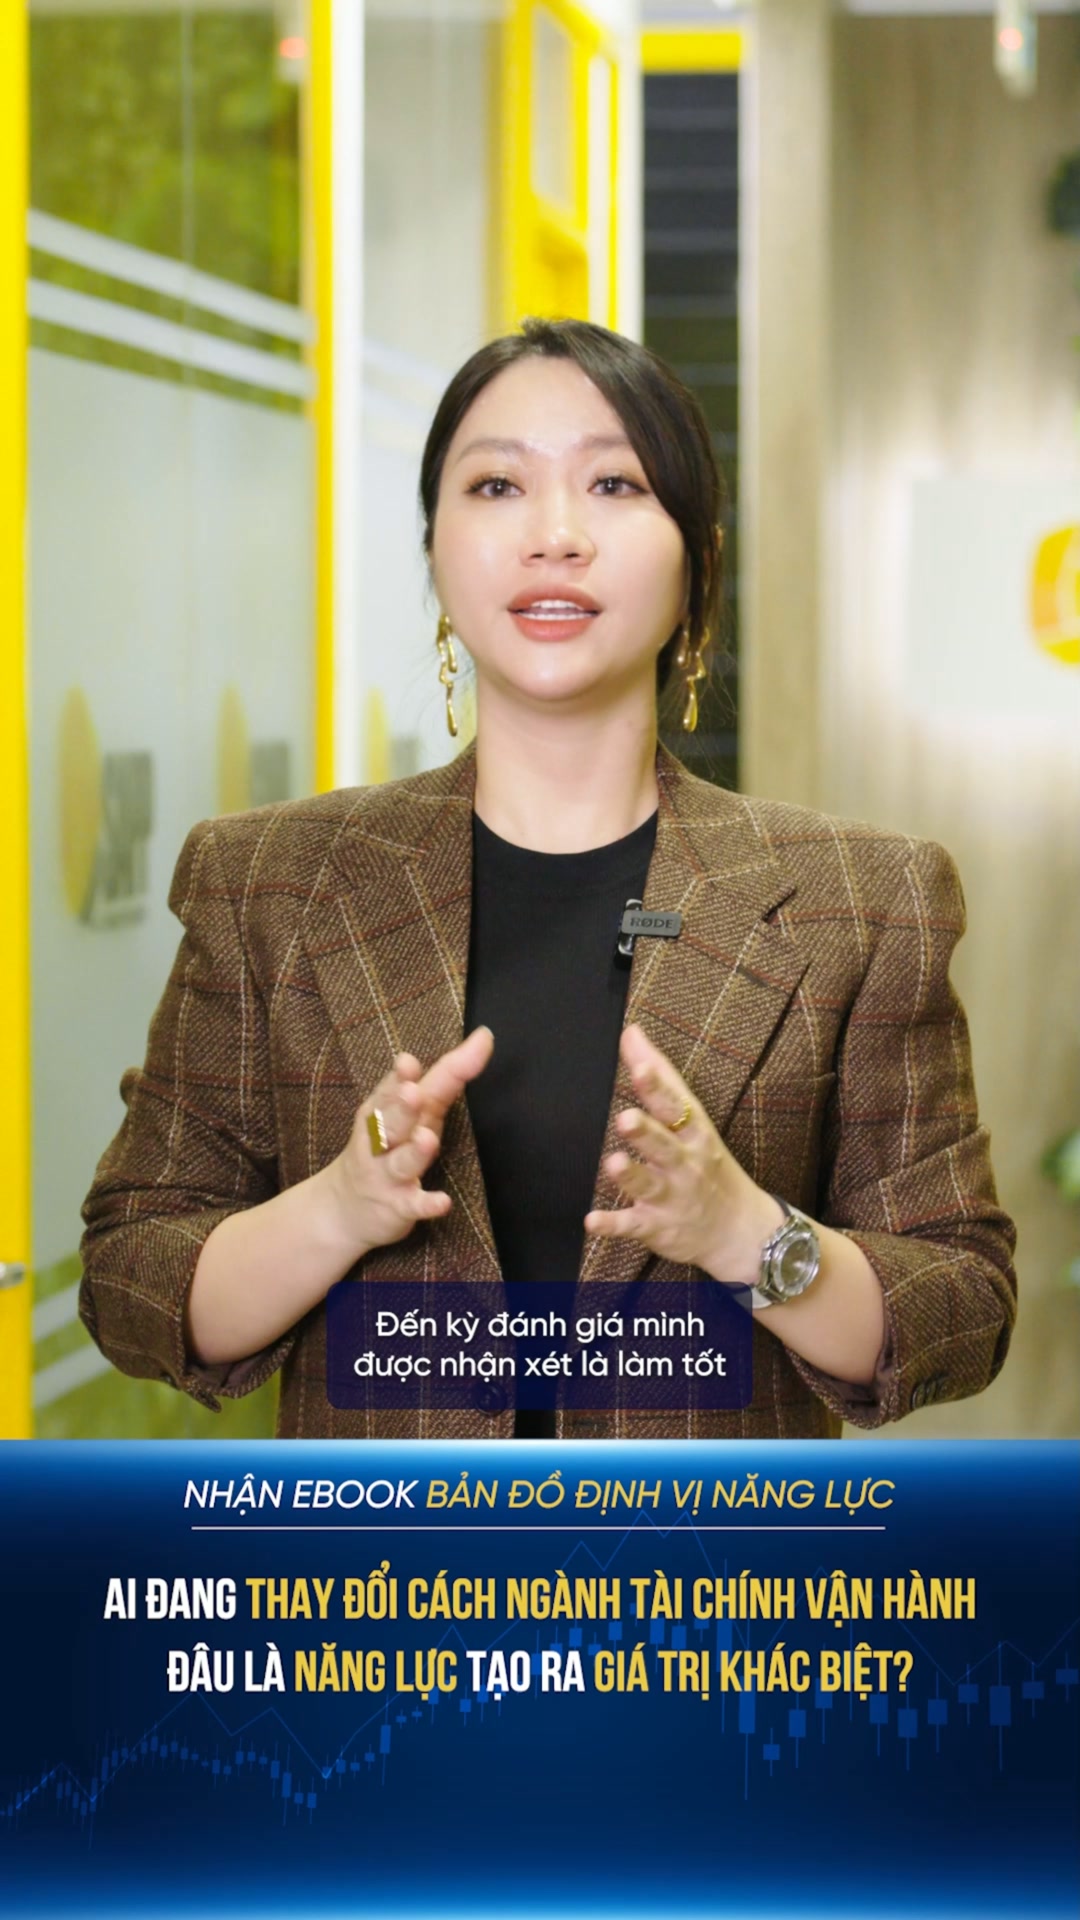 RØDE
Đến kỳ đánh giá mình
được nhận xét là làm tốt
NHẬN EBOOK BẢN ĐỒ ĐỊNH VỊ NĂNG LỰC
AI ĐANG THAY ĐỔI CÁCH NGÀNH TÀI CHÍNH VẬN HÀNH
ĐÂU LÀ NĂNG LỰC TẠO RA GIÁ TRỊ KHÁC BIỆT?